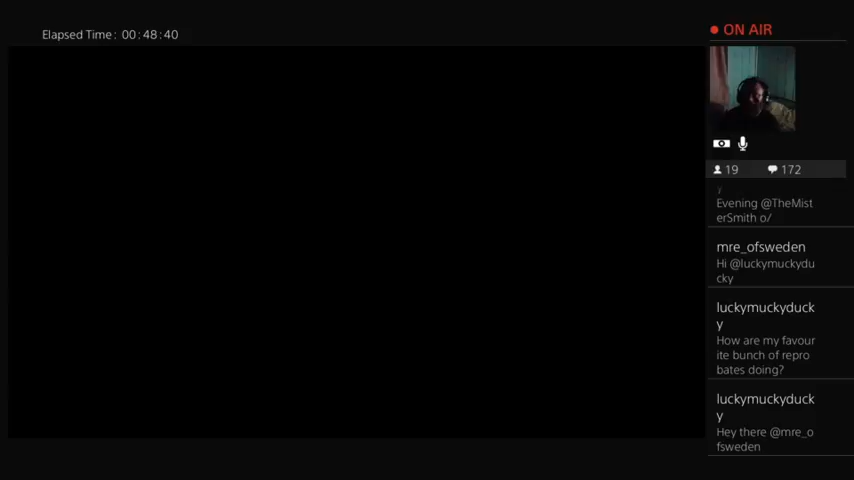 Elapsed Time: 00:48:40
ON AIR
19 172
y
Evening @TheMist
erSmith o/
mre_ofsweden
Hi @luckymuckydu
cky
luckymuckyduck
y
How are my favour
ite bunch of repro
bates doing?
luckymuckyduck
y
Hey there @mre_o
fsweden